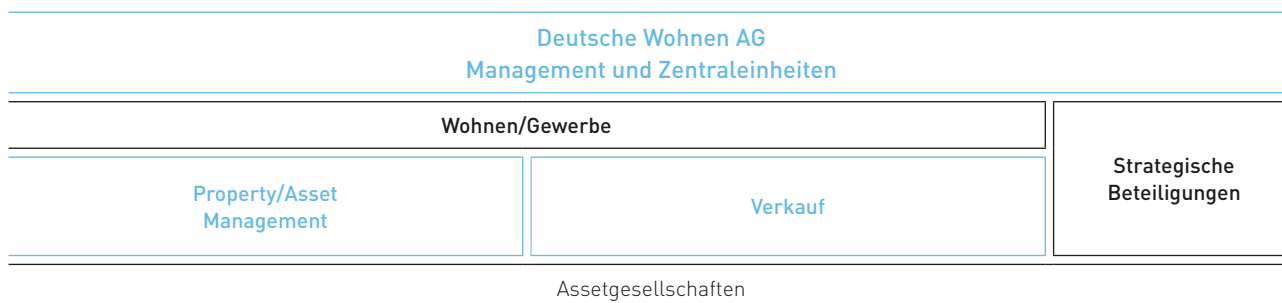 Deutsche Wohnen AG
Management und Zentraleinheiten
Wohnen/Gewerbe
Property/Asset
Management
Verkauf
Strategische
Beteiligungen
Assetgesellschaften